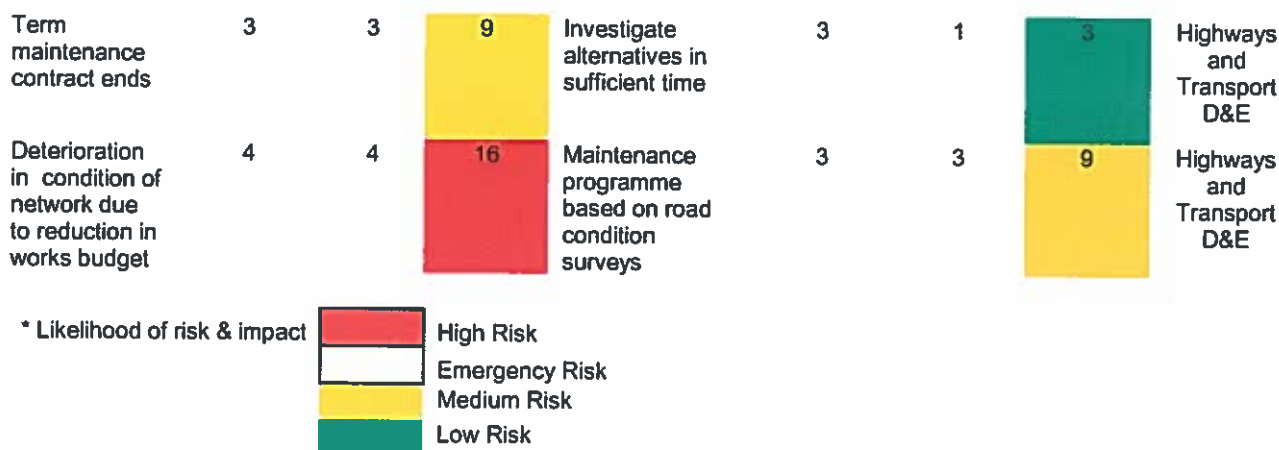 Term
maintenance
contract ends
3
3
9
Investigate
alternatives in
sufficient time
3
1
3
Highways
and
Transport
D&E
Deterioration
in condition of
network due
to reduction in
works budget
4
4
16
Maintenance
programme
based on road
condition
surveys
3
3
9
Highways
and
Transport
D&E
* Likelihood of risk & impact
High Risk
Emergency Risk
Medium Risk
Low Risk